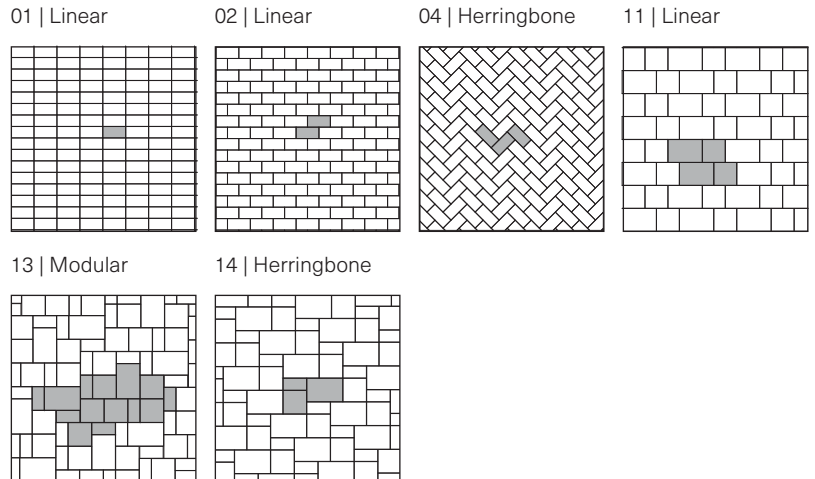 01 | Linear
02 | Linear
04 | Herringbone
11 | Linear
13 | Modular
14 | Herringbone